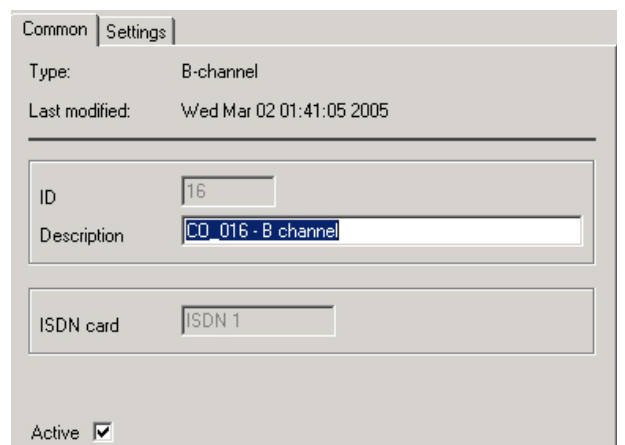 Common Settings
Type: B-channel
Last modified: Wed Mar 02 01:41:05 2005
ID 16
Description CO_016 - B channel
ISDN card ISDN 1
Active